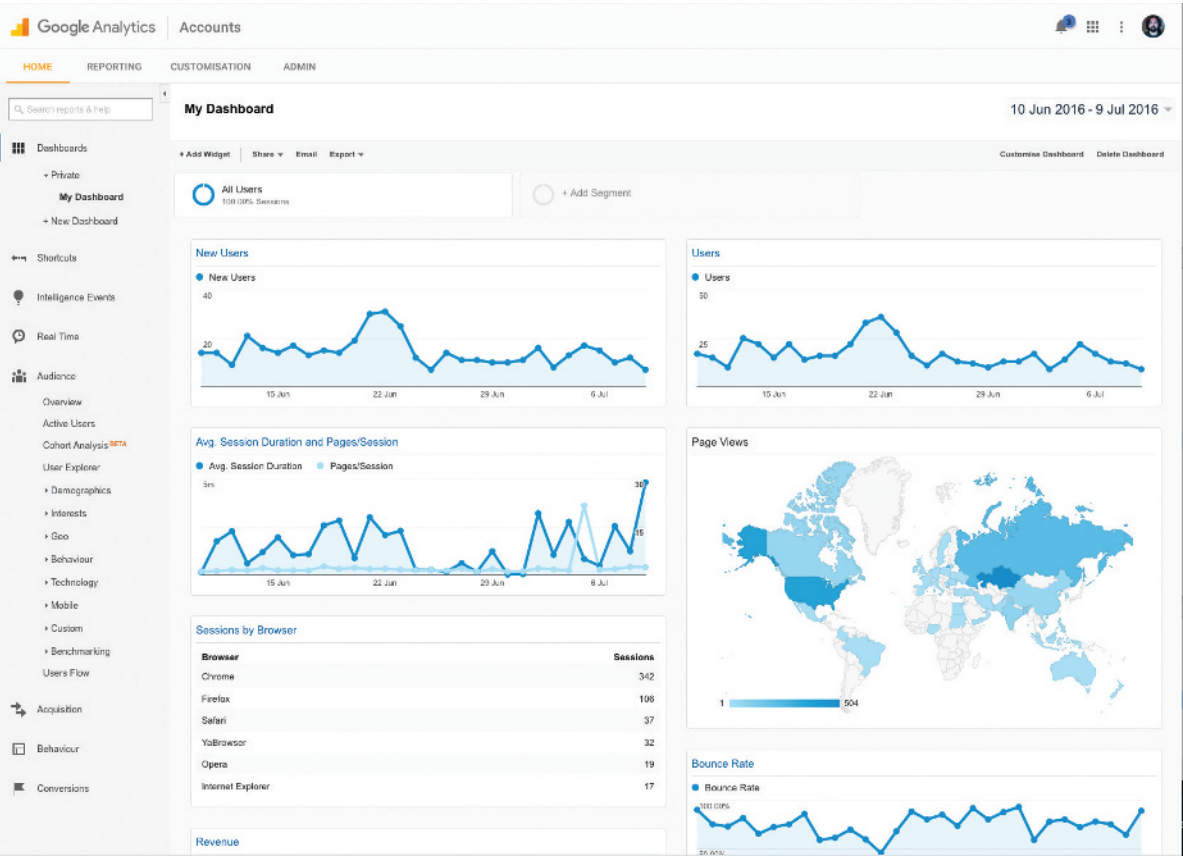 Google Analytics Accounts
3
HOME REPORTING CUSTOMISATION ADMIN
Search reports & help
Dashboards
Private
My Dashboard
+ New Dashboard
Shortcuts
Intelligence Events
Real Time
Audience
Overview
Active Users
Cohort Analysis BETA
User Explorer
Demographics
Interests
Geo
Behaviour
Technology
Mobile
Custom
Benchmarking
Users Flow
Acquisition
Behaviour
Conversions
My Dashboard
10 Jun 2016 - 9 Jul 2016
+ Add Widget Share Email Export
Customise Dashboard Delete Dashboard
All Users
100.00% Sessions
+ Add Segment
New Users
New Users
40
20
15 Jun 22 Jun 29 Jun 6 Jul
Users
Users
50
25
15 Jun 22 Jun 29 Jun 6 Jul
Avg. Session Duration and Pages/Session
Avg. Session Duration Pages/Session
5m 30
15
15 Jun 22 Jun 29 Jun 6 Jul
Page Views
1 504
Sessions by Browser
Browser Sessions
Chrome 342
Firefox 106
Safari 37
YaBrowser 32
Opera 19
Internet Explorer 17
Bounce Rate
Bounce Rate
100.00%
50.00%
Revenue